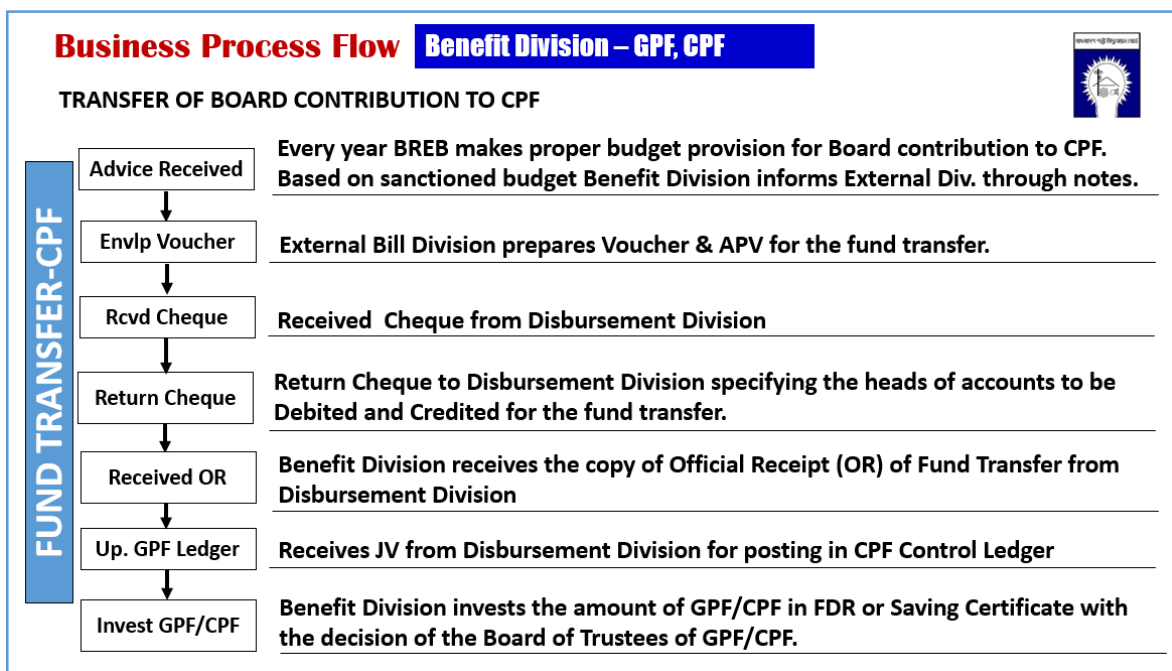 Business Process Flow
Benefit Division – GPF, CPF
বাংলাদেশ পল্লী বিদ্যুতায়ন বোর্ড
TRANSFER OF BOARD CONTRIBUTION TO CPF
FUND TRANSFER-CPF
Advice Received
Every year BREB makes proper budget provision for Board contribution to CPF.
Based on sanctioned budget Benefit Division informs External Div. through notes.
Envlp Voucher
External Bill Division prepares Voucher & APV for the fund transfer.
Rcvd Cheque
Received Cheque from Disbursement Division
Return Cheque
Return Cheque to Disbursement Division specifying the heads of accounts to be
Debited and Credited for the fund transfer.
Received OR
Benefit Division receives the copy of Official Receipt (OR) of Fund Transfer from
Disbursement Division
Up. GPF Ledger
Receives JV from Disbursement Division for posting in CPF Control Ledger
Invest GPF/CPF
Benefit Division invests the amount of GPF/CPF in FDR or Saving Certificate with
the decision of the Board of Trustees of GPF/CPF.